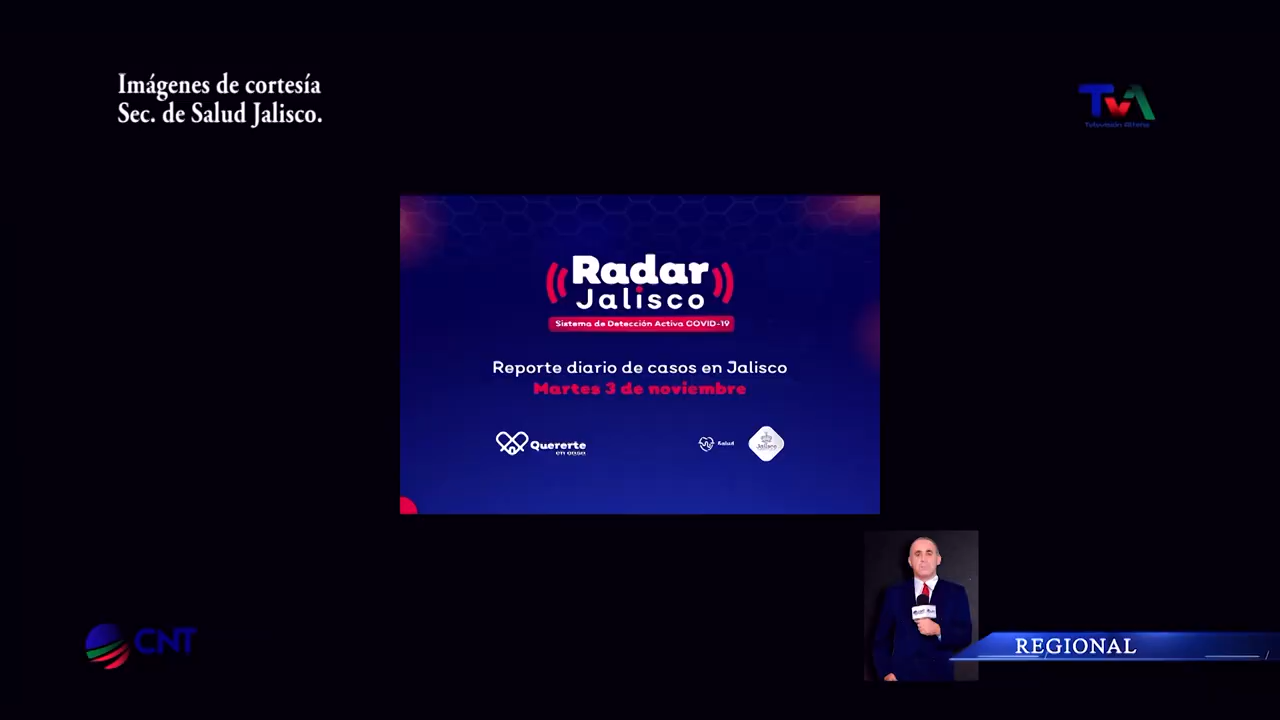 Imágenes de cortesía
Sec. de Salud Jalisco.
TvA
Radar
Jalisco
Sistema de Detección Activa COVID-19
Reporte diario de casos en Jalisco
Martes 3 de noviembre
Quererte
en casa
Salud
Jalisco
CNT
REGIONAL